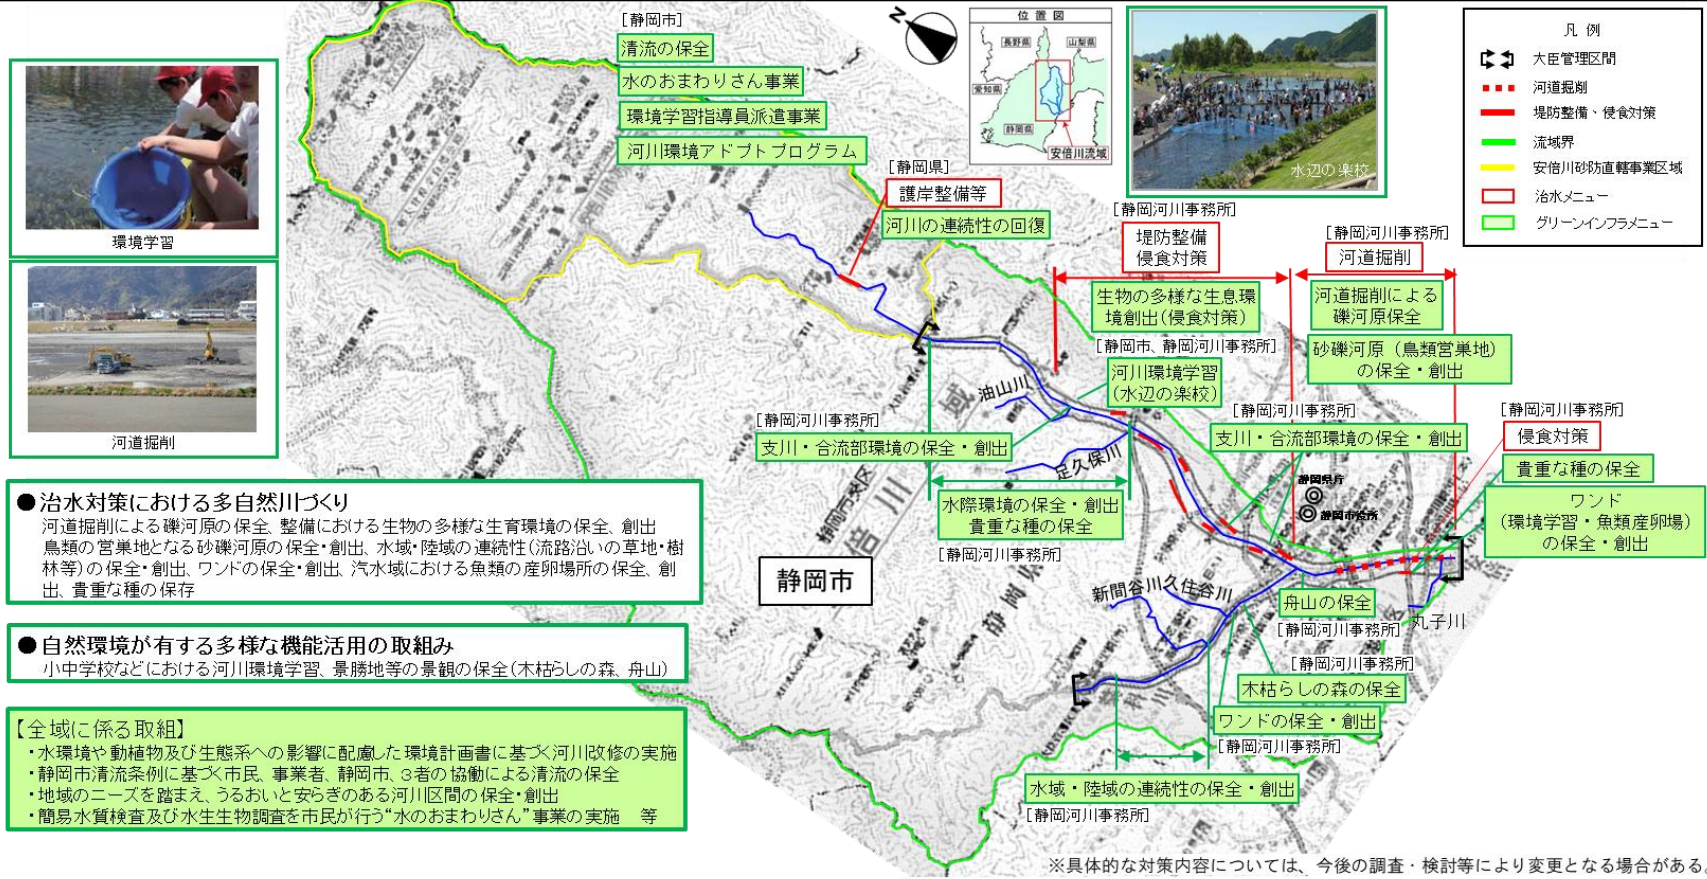 [静岡市]
清流の保全
水のおまわりさん事業
環境学習指導員派遣事業
河川環境アドプトプログラム
N
位置図
長野県
山梨県
愛知県
静岡県
安倍川流域
水辺の楽校
凡例
大臣管理区間
河道掘削
堤防整備、侵食対策
流域界
安倍川砂防直轄事業区域
治水メニュー
グリーンインフラメニュー
環境学習
河道掘削
[静岡県]
護岸整備等
河川の連続性の回復
[静岡河川事務所]
堤防整備
侵食対策
生物の多様な生息環
境創出(侵食対策)
[静岡河川事務所]
河道掘削
河道掘削による
礫河原保全
砂礫河原（鳥類営巣地）
の保全・創出
[静岡市、静岡河川事務所]
河川環境学習
(水辺の楽校)
油山川
[静岡河川事務所]
支川・合流部環境の保全・創出
足久保川
水際環境の保全・創出
貴重な種の保全
[静岡河川事務所]
[静岡河川事務所]
支川・合流部環境の保全・創出
[静岡河川事務所]
侵食対策
貴重な種の保全
ワンド
（環境学習・魚類産卵場）
の保全・創出
静岡県庁
静岡市役所
静岡市
新間谷川
久住谷川
舟山の保全
[静岡河川事務所]
丸子川
[静岡河川事務所]
木枯らしの森の保全
ワンドの保全・創出
[静岡河川事務所]
水域・陸域の連続性の保全・創出
[静岡河川事務所]
●治水対策における多自然川づくり
河道掘削による礫河原の保全、整備における生物の多様な生育環境の保全、創出
鳥類の営巣地となる砂礫河原の保全・創出、水域・陸域の連続性(流路沿いの草地・樹
林等)の保全・創出、ワンドの保全・創出、汽水域における魚類の産卵場所の保全、創
出、貴重な種の保存
●自然環境が有する多様な機能活用の取組み
小中学校などにおける河川環境学習、景勝地等の景観の保全(木枯らしの森、舟山)
【全域に係る取組】
・水環境や動植物及び生態系への影響に配慮した環境計画書に基づく河川改修の実施
・静岡市清流条例に基づく市民、事業者、静岡市、3者の協働による清流の保全
・地域のニーズを踏まえ、うるおいと安らぎのある河川区間の保全・創出
・簡易水質検査及び水生生物調査を市民が行う“水のおまわりさん”事業の実施　等
※具体的な対策内容については、今後の調査・検討等により変更となる場合がある。